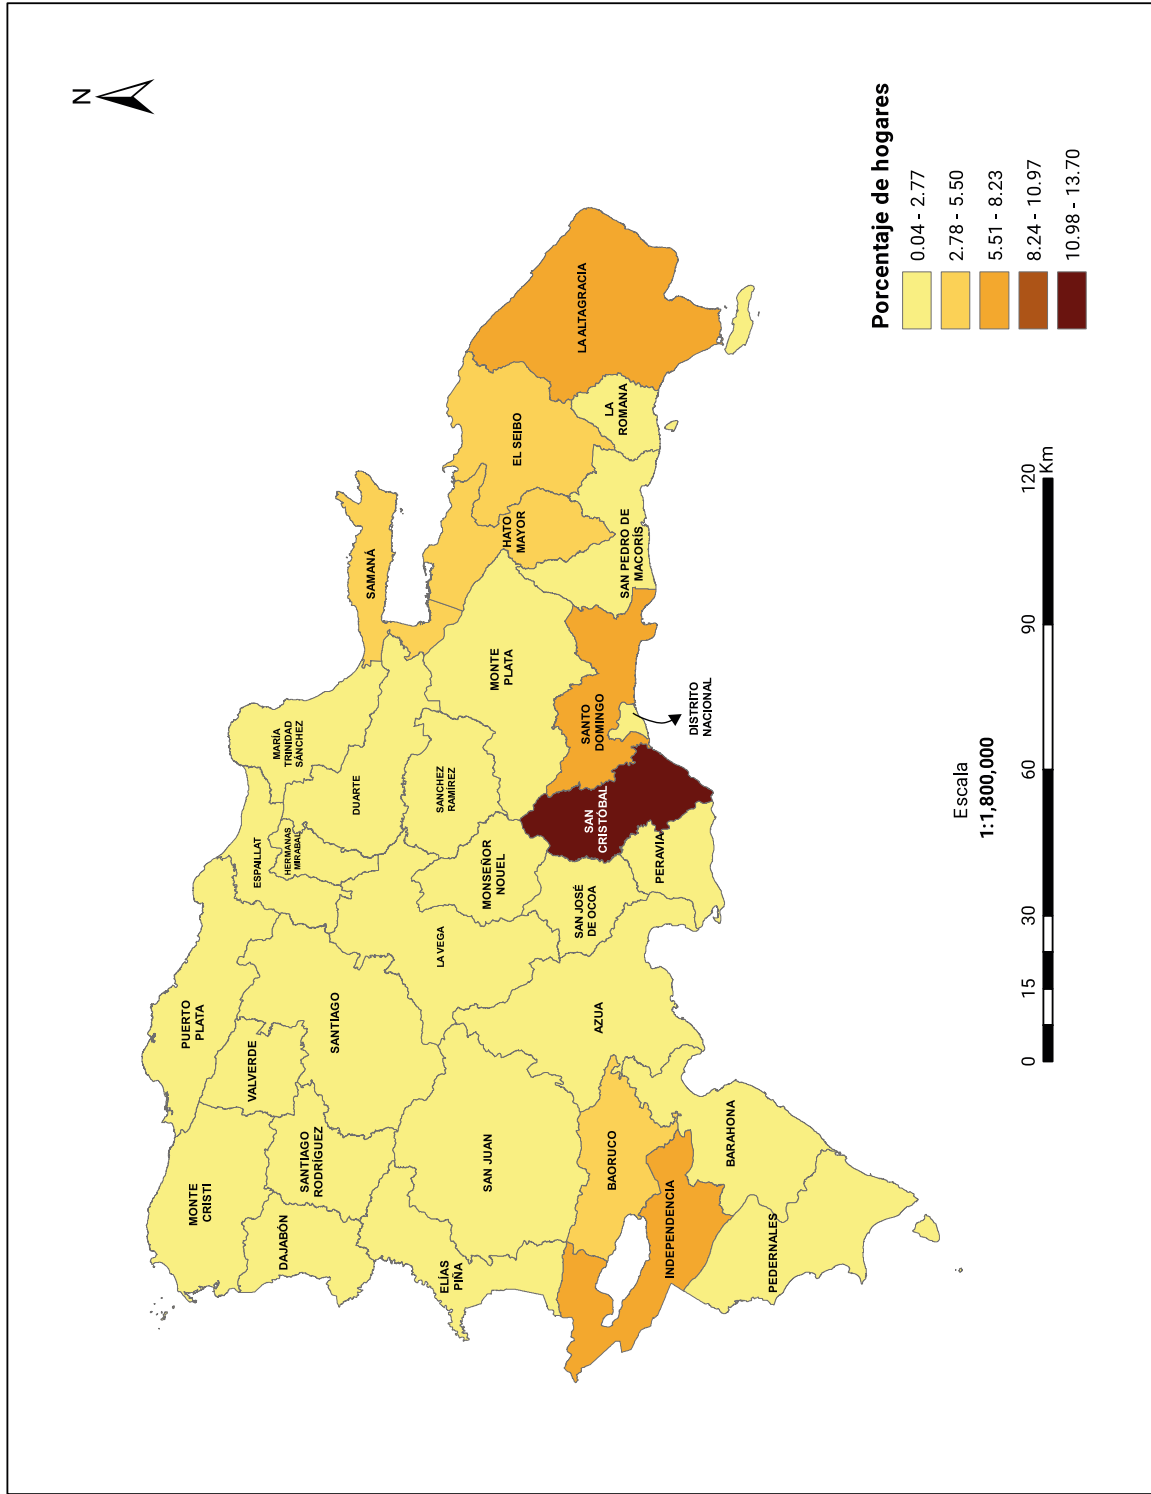 N
PUERTO
PLATA
MONTE
CRISTI
VALVERDE
ESPAILLAT
MARÍA
TRINIDAD
SÁNCHEZ
HERMANAS
MIRABAL
DAJABÓN
SANTIAGO
RODRÍGUEZ
SANTIAGO
DUARTE
SAMANÁ
LA VEGA
SANCHEZ
RAMÍREZ
ELÍAS
PIÑA
SAN JUAN
MONSEÑOR
NOUEL
MONTE
PLATA
HATO
MAYOR
EL SEIBO
LA ALTAGRACIA
AZUA
SAN JOSÉ
DE OCOA
SAN
CRISTÓBAL
SANTO
DOMINGO
SAN PEDRO DE
MACORÍS
LA
ROMANA
BAORUCO
PERAVIA
INDEPENDENCIA
DISTRITO
NACIONAL
BARAHONA
PEDERNALES
Porcentaje de hogares
0.04 - 2.77
2.78 - 5.50
5.51 - 8.23
8.24 - 10.97
10.98 - 13.70
Escala
1:1,800,000
0 15 30 60 90 120
Km